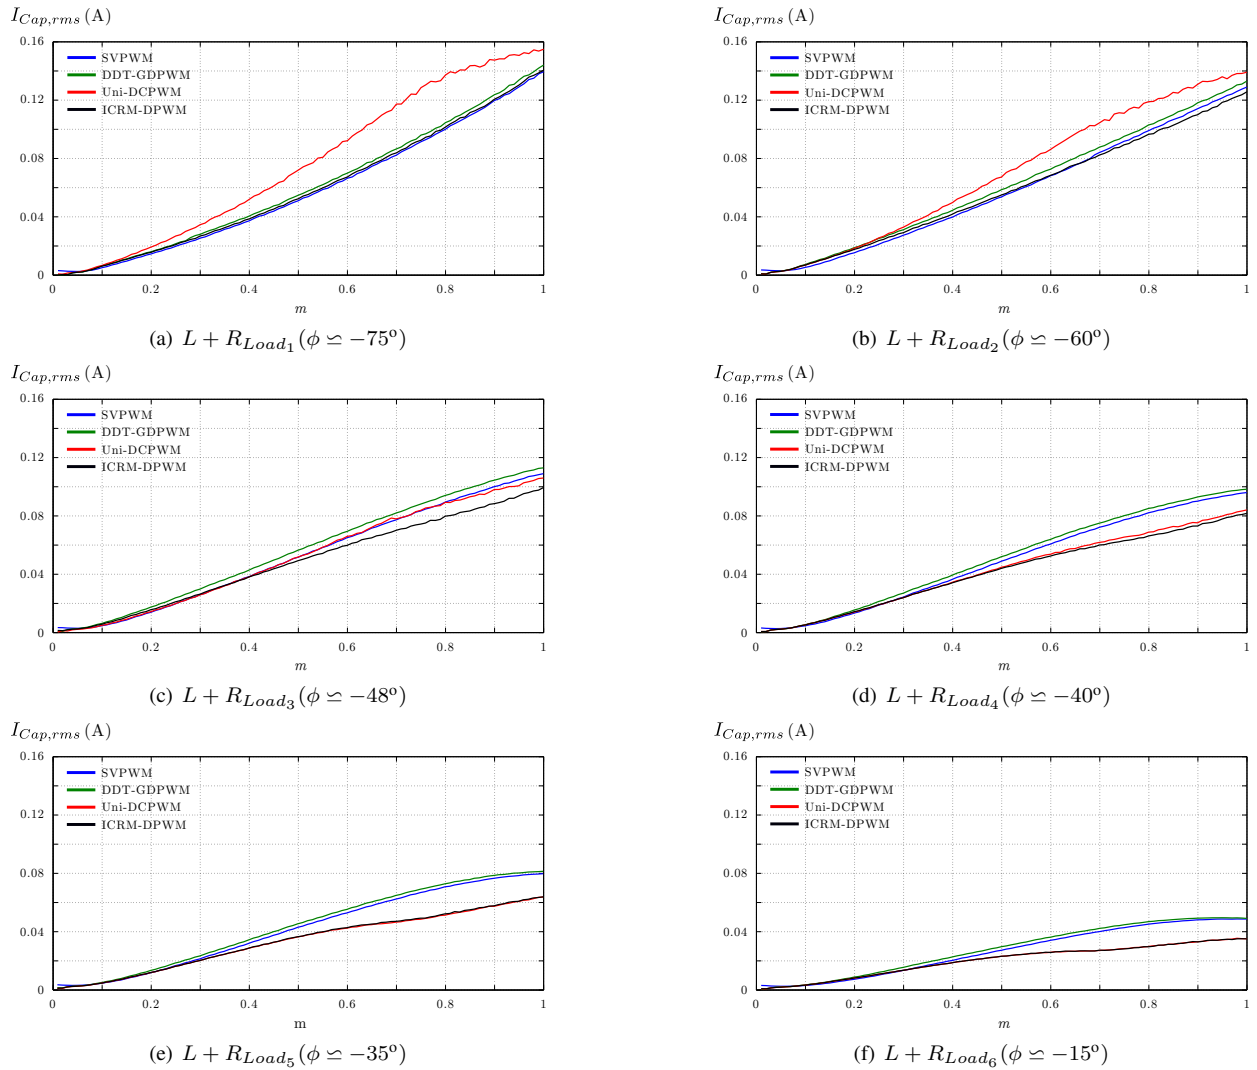 I_{Cap,rms} (A)
0.16
0.12
0.08
0.04
0
SVPWM
DDT-GDPWM
Uni-DCPWM
ICRM-DPWM
0 0.2 0.4 0.6 0.8 1
m
(a) L + R_{Load_1}(ϕ ≃ −75º)
I_{Cap,rms} (A)
0.16
0.12
0.08
0.04
0
SVPWM
DDT-GDPWM
Uni-DCPWM
ICRM-DPWM
0 0.2 0.4 0.6 0.8 1
m
(b) L + R_{Load_2}(ϕ ≃ −60º)
I_{Cap,rms} (A)
0.16
0.12
0.08
0.04
0
SVPWM
DDT-GDPWM
Uni-DCPWM
ICRM-DPWM
0 0.2 0.4 0.6 0.8 1
m
(c) L + R_{Load_3}(ϕ ≃ −48º)
I_{Cap,rms} (A)
0.16
0.12
0.08
0.04
0
SVPWM
DDT-GDPWM
Uni-DCPWM
ICRM-DPWM
0 0.2 0.4 0.6 0.8 1
m
(d) L + R_{Load_4}(ϕ ≃ −40º)
I_{Cap,rms} (A)
0.16
0.12
0.08
0.04
0
SVPWM
DDT-GDPWM
Uni-DCPWM
ICRM-DPWM
0 0.2 0.4 0.6 0.8 1
m
(e) L + R_{Load_5}(ϕ ≃ −35º)
I_{Cap,rms} (A)
0.16
0.12
0.08
0.04
0
SVPWM
DDT-GDPWM
Uni-DCPWM
ICRM-DPWM
0 0.2 0.4 0.6 0.8 1
m
(f) L + R_{Load_6}(ϕ ≃ −15º)